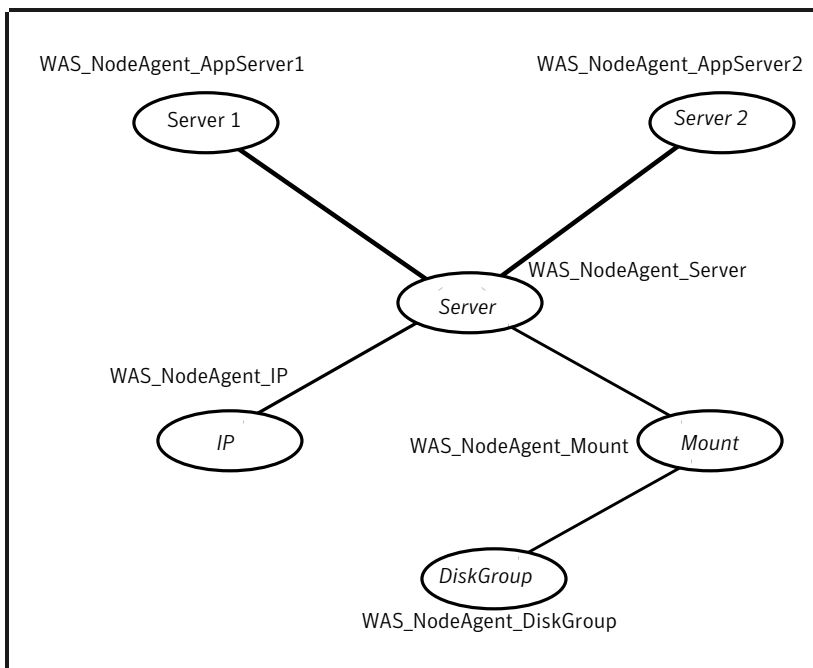 WAS_NodeAgent_AppServer1
WAS_NodeAgent_AppServer2
Server 1
Server 2
WAS_NodeAgent_Server
Server
WAS_NodeAgent_IP
IP
WAS_NodeAgent_Mount
Mount
DiskGroup
WAS_NodeAgent_DiskGroup